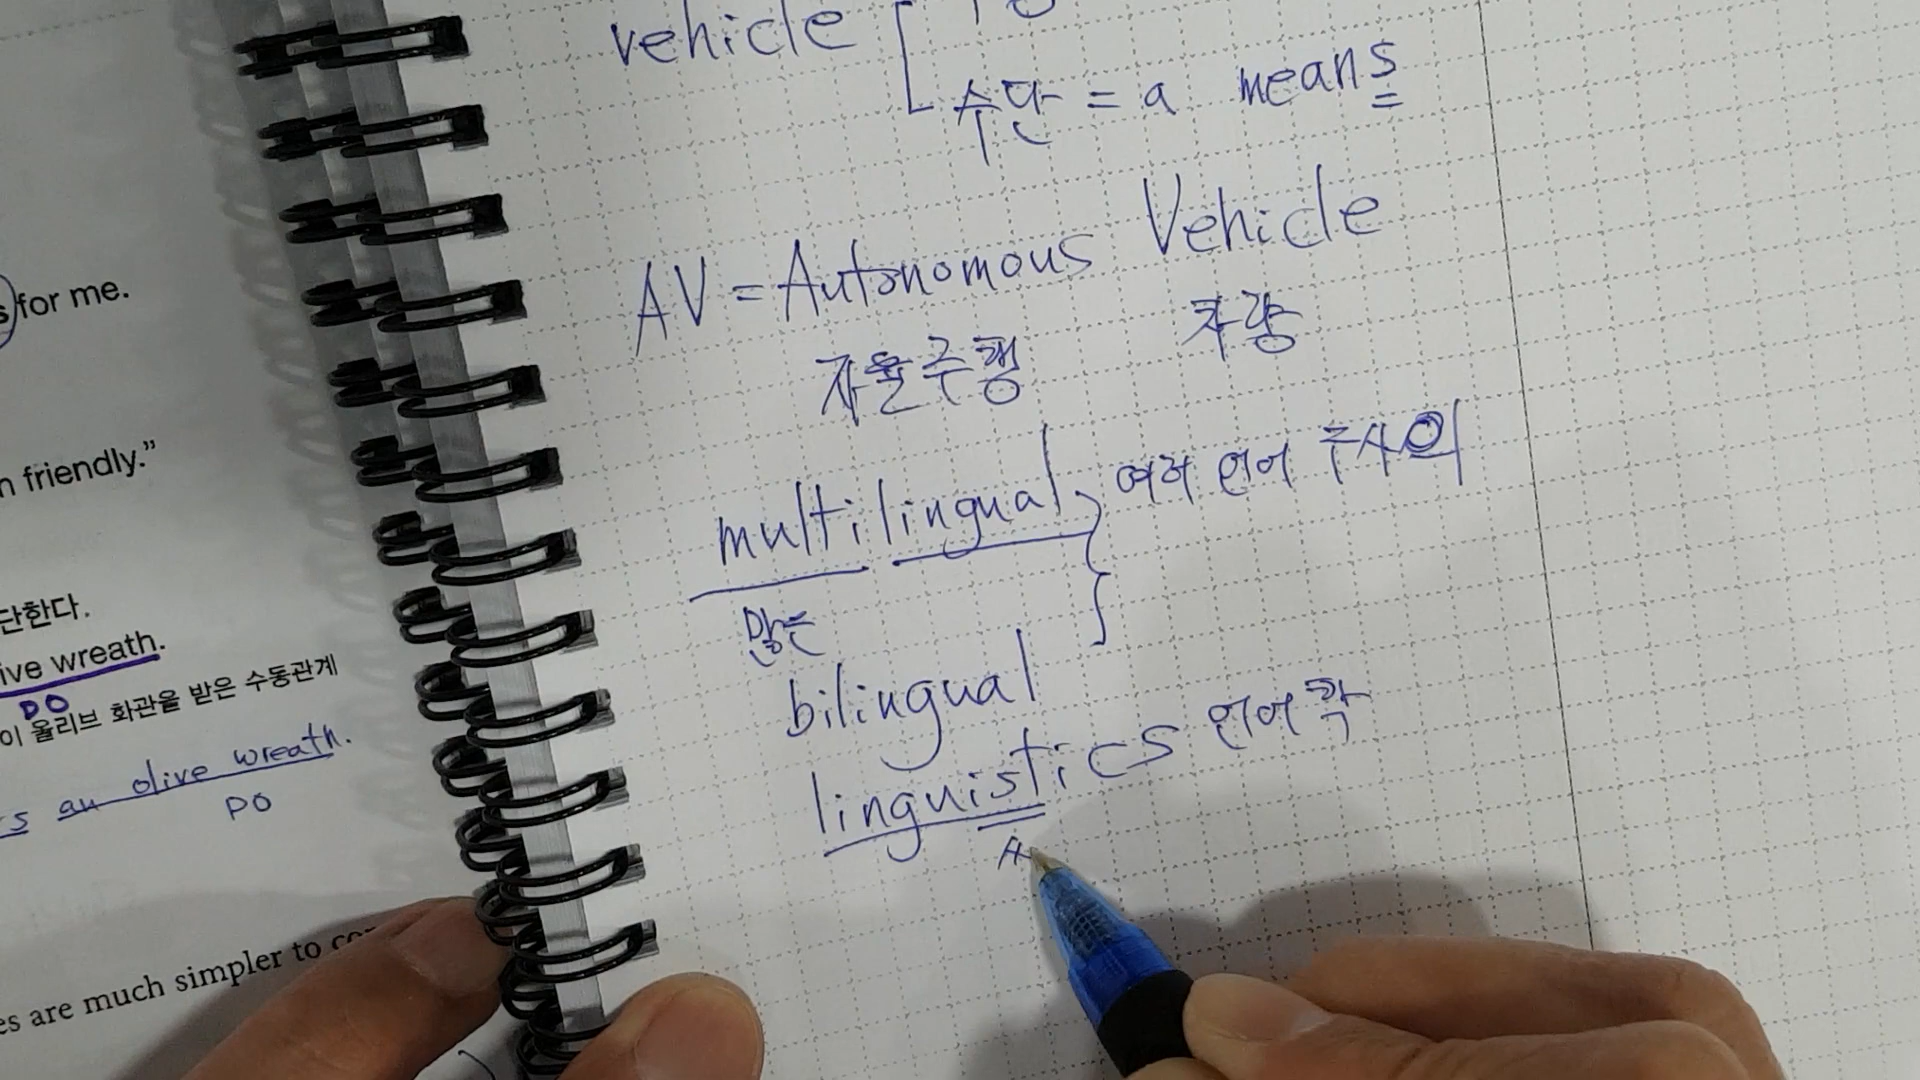 for me.
friendly."
단한다.
ive wreath.
DO
이 올리브 화관을 받은 수동관계
s an olive wreath.
DO
es are much simpler to
vehicle
수단 = a means
AV = Autonomous Vehicle
자율주행 차량
multilingual 여러 언어 구사의
많은
bilingual
linguistics 언어학